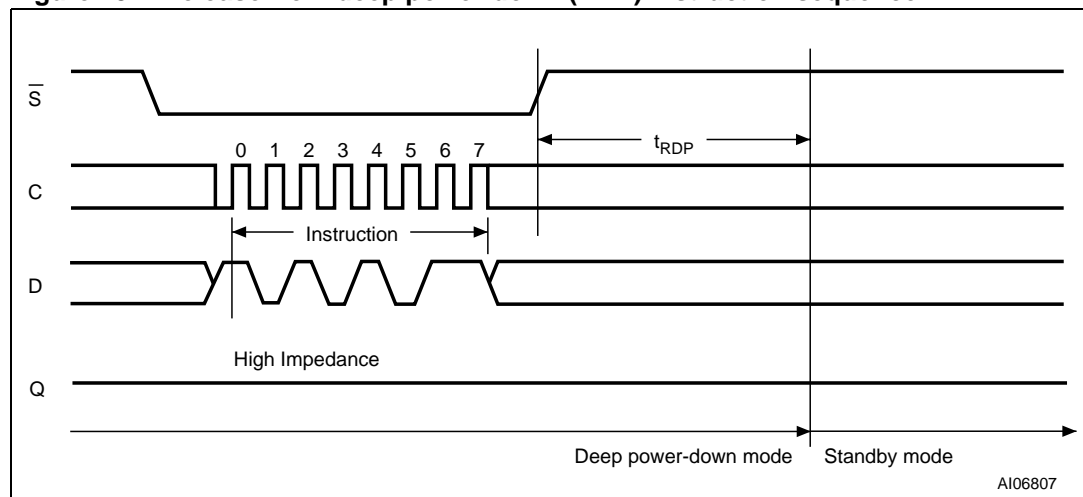 S
0 1 2 3 4 5 6 7
tRDP
C
Instruction
D
High Impedance
Q
Deep power-down mode
Standby mode
AI06807